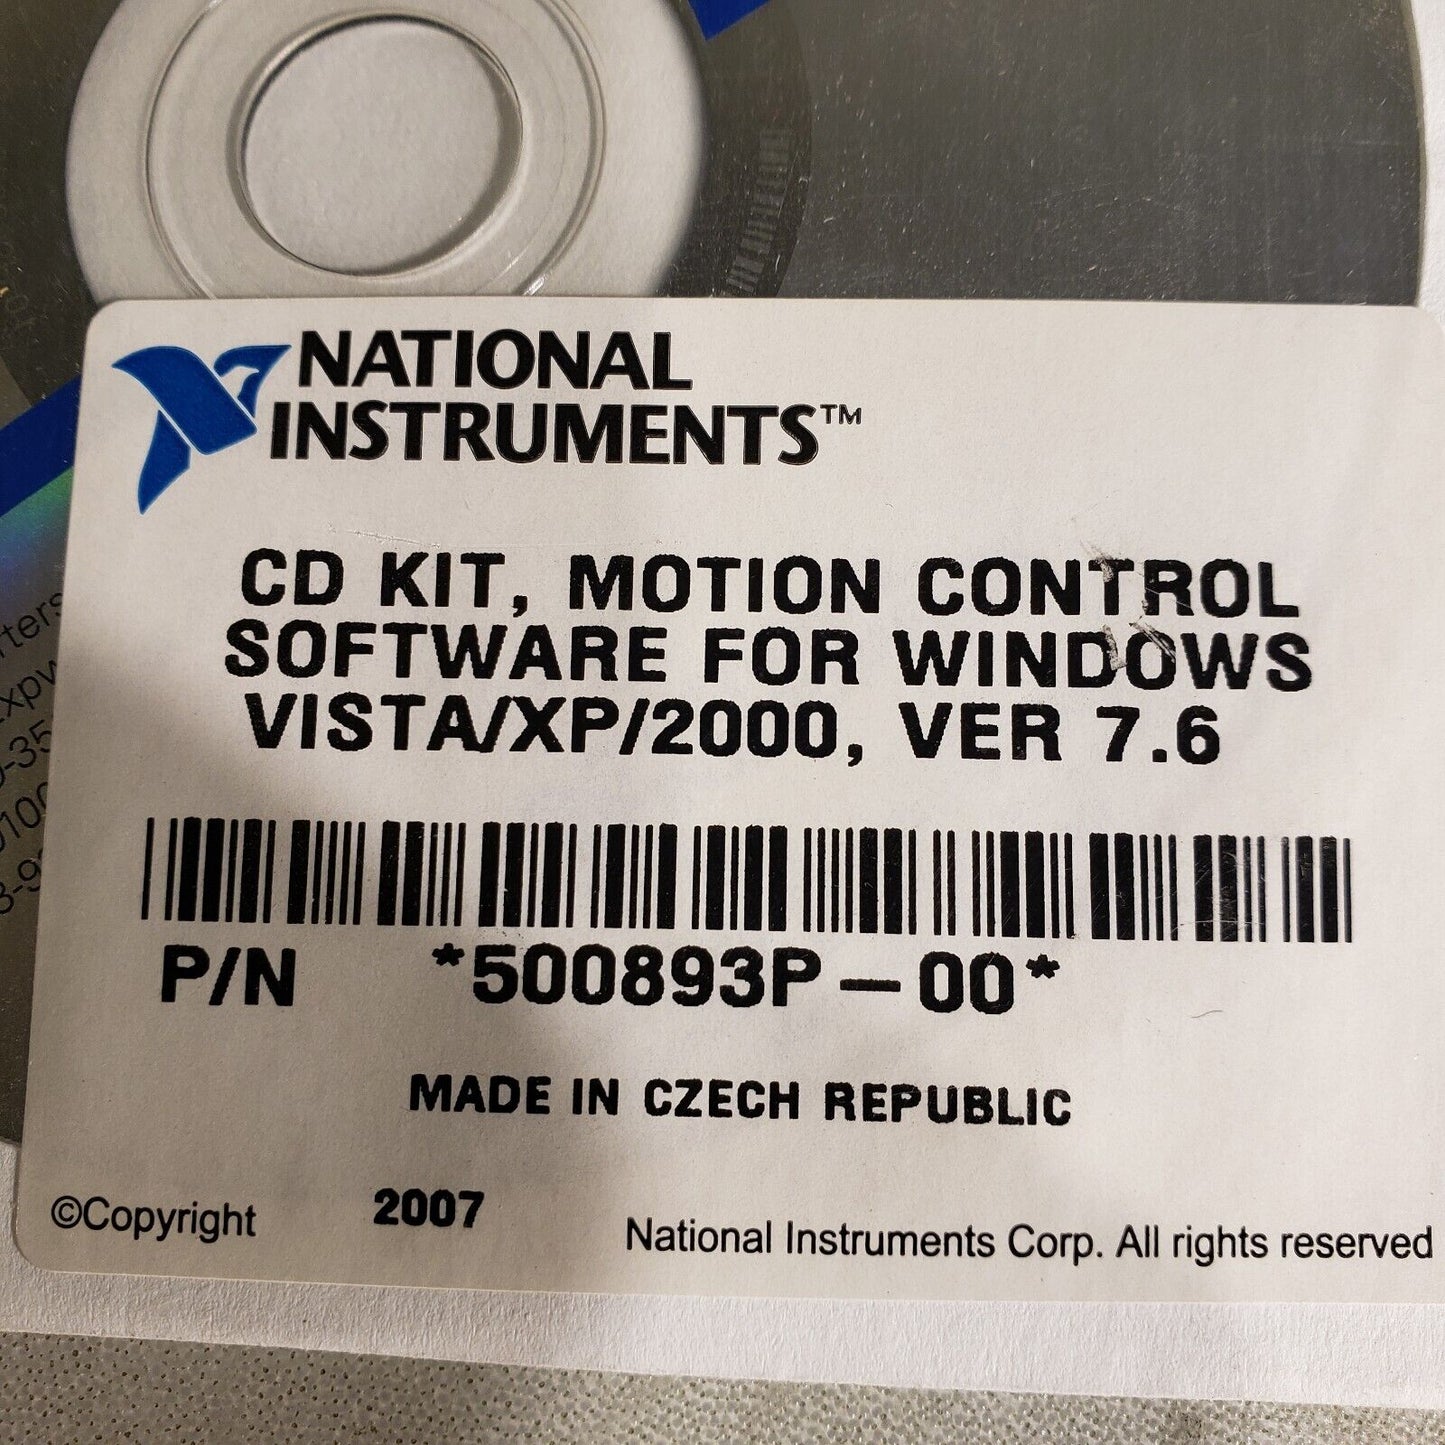 NATIONAL
INSTRUMENTS™
CD KIT, MOTION CONTROL
SOFTWARE FOR WINDOWS
VISTA/XP/2000, VER 7.6
P/N *500893P-00*
MADE IN CZECH REPUBLIC
©Copyright 2007 National Instruments Corp. All rights reserved